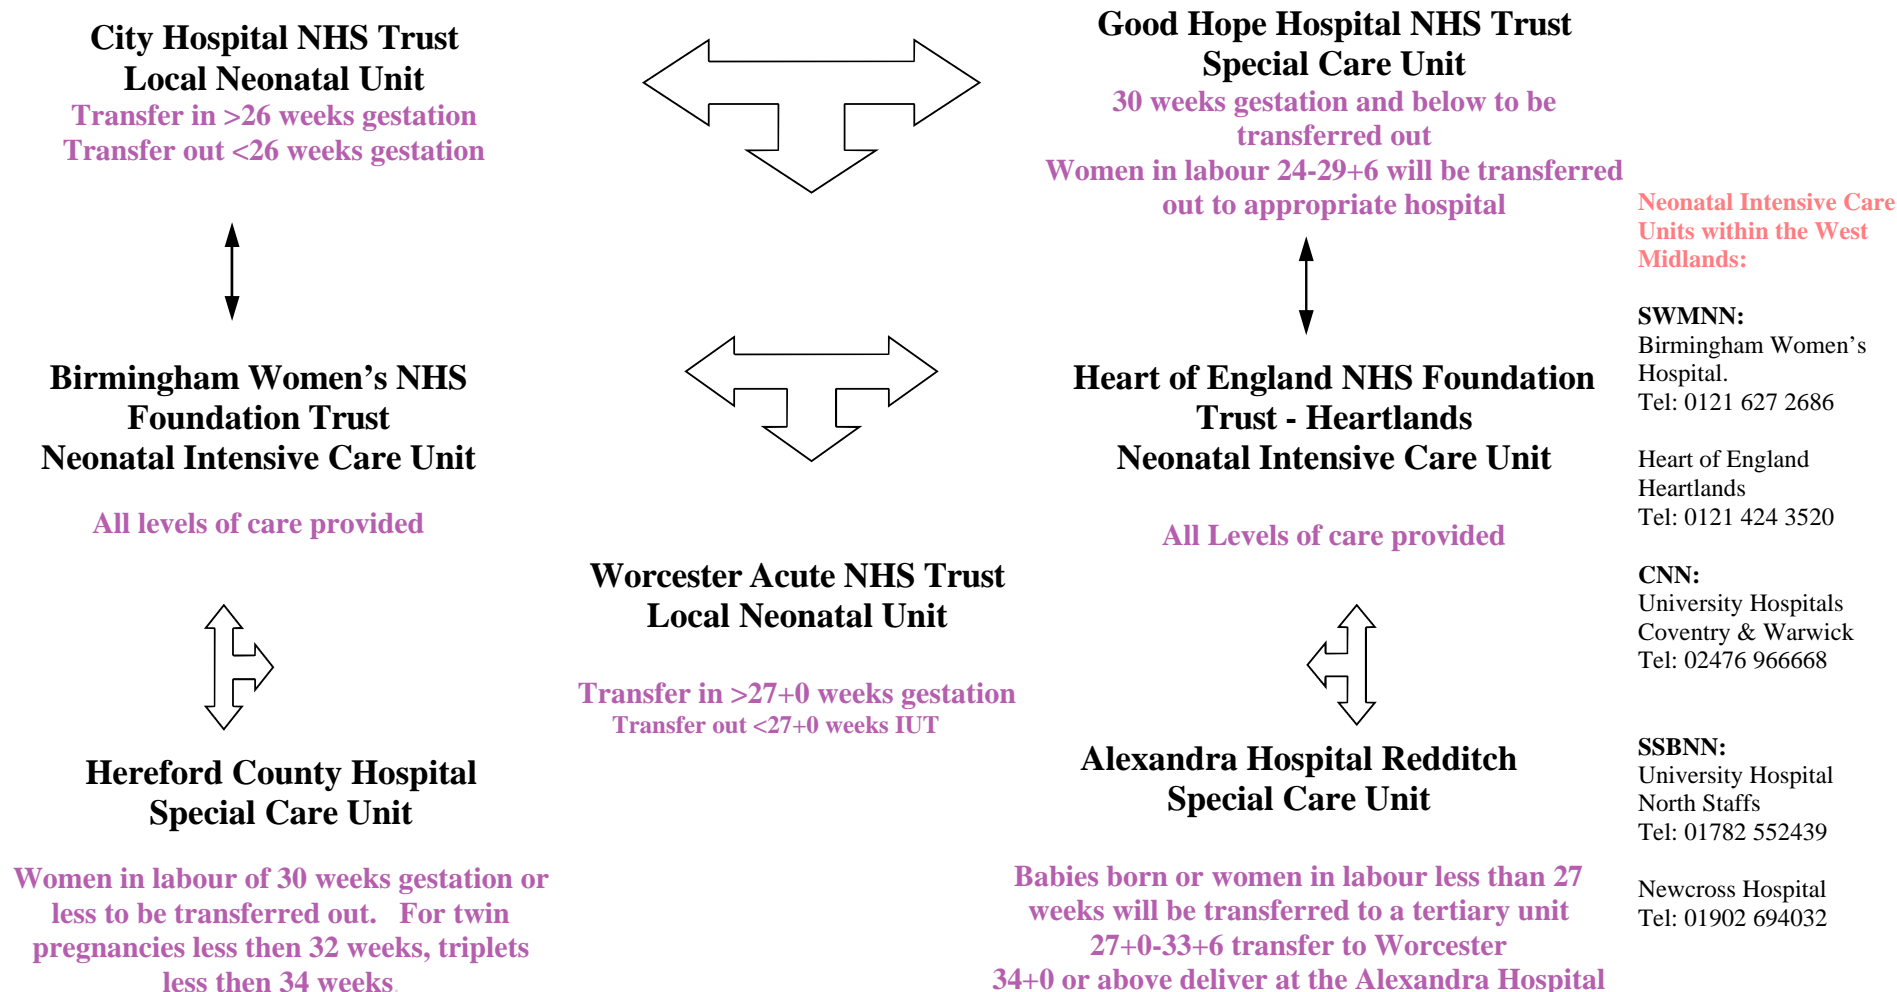 City Hospital NHS Trust
Local Neonatal Unit
Transfer in >26 weeks gestation
Transfer out <26 weeks gestation
Good Hope Hospital NHS Trust
Special Care Unit
30 weeks gestation and below to be
transferred out
Women in labour 24-29+6 will be transferred
out to appropriate hospital
Birmingham Women’s NHS
Foundation Trust
Neonatal Intensive Care Unit
All levels of care provided
Heart of England NHS Foundation
Trust - Heartlands
Neonatal Intensive Care Unit
All Levels of care provided
Worcester Acute NHS Trust
Local Neonatal Unit
Transfer in >27+0 weeks gestation
Transfer out <27+0 weeks IUT
Hereford County Hospital
Special Care Unit
Women in labour of 30 weeks gestation or
less to be transferred out. For twin
pregnancies less then 32 weeks, triplets
less then 34 weeks.
Alexandra Hospital Redditch
Special Care Unit
Babies born or women in labour less than 27
weeks will be transferred to a tertiary unit
27+0-33+6 transfer to Worcester
34+0 or above deliver at the Alexandra Hospital
Neonatal Intensive Care
Units within the West
Midlands:
SWMNN:
Birmingham Women’s
Hospital.
Tel: 0121 627 2686
Heart of England
Heartlands
Tel: 0121 424 3520
CNN:
University Hospitals
Coventry & Warwick
Tel: 02476 966668
SSBNN:
University Hospital
North Staffs
Tel: 01782 552439
Newcross Hospital
Tel: 01902 694032